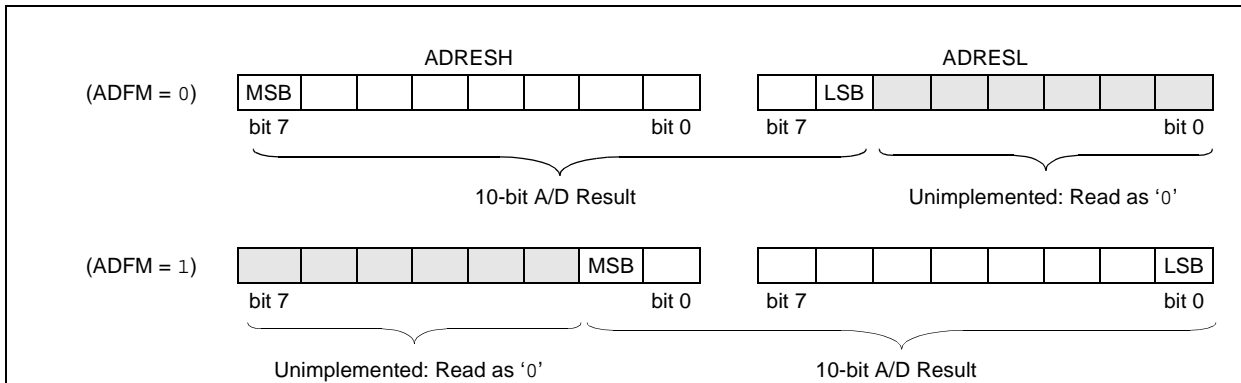 ADRESH ADRESL
(ADFM = 0) MSB LSB
bit 7 bit 0 bit 7 bit 0
10-bit A/D Result Unimplemented: Read as ‘0’
(ADFM = 1) MSB LSB
bit 7 bit 0 bit 7 bit 0
Unimplemented: Read as ‘0’ 10-bit A/D Result